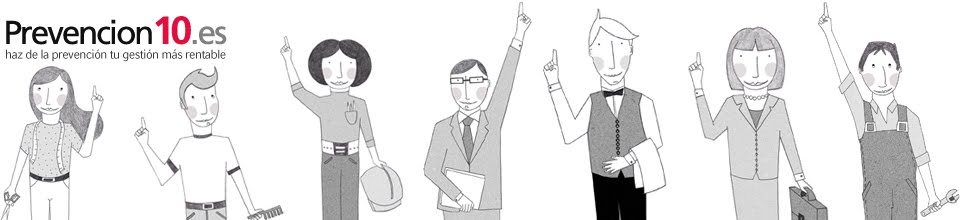 Prevencion10.es
haz de la prevención tu gestión más rentable